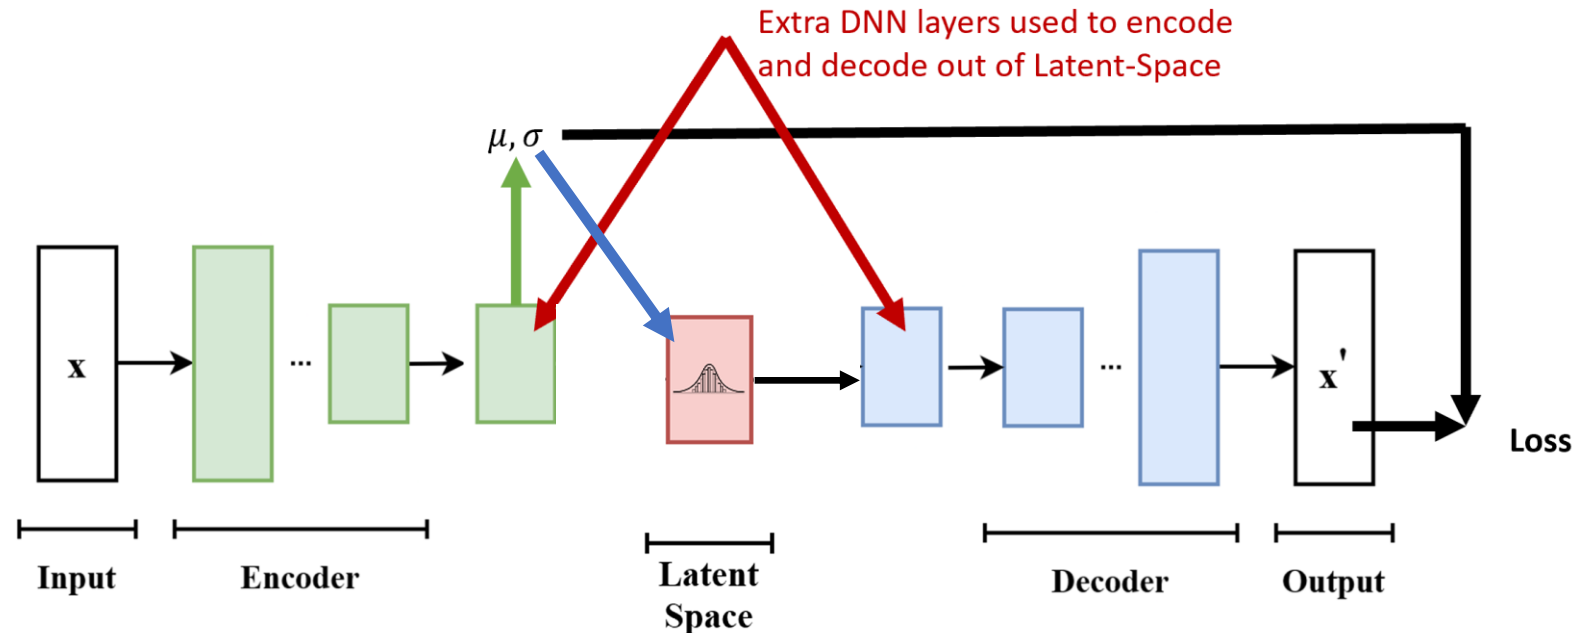 Extra DNN layers used to encode
and decode out of Latent-Space
μ, σ
x
...
...
x'
Loss
Input
Encoder
Latent
Space
Decoder
Output